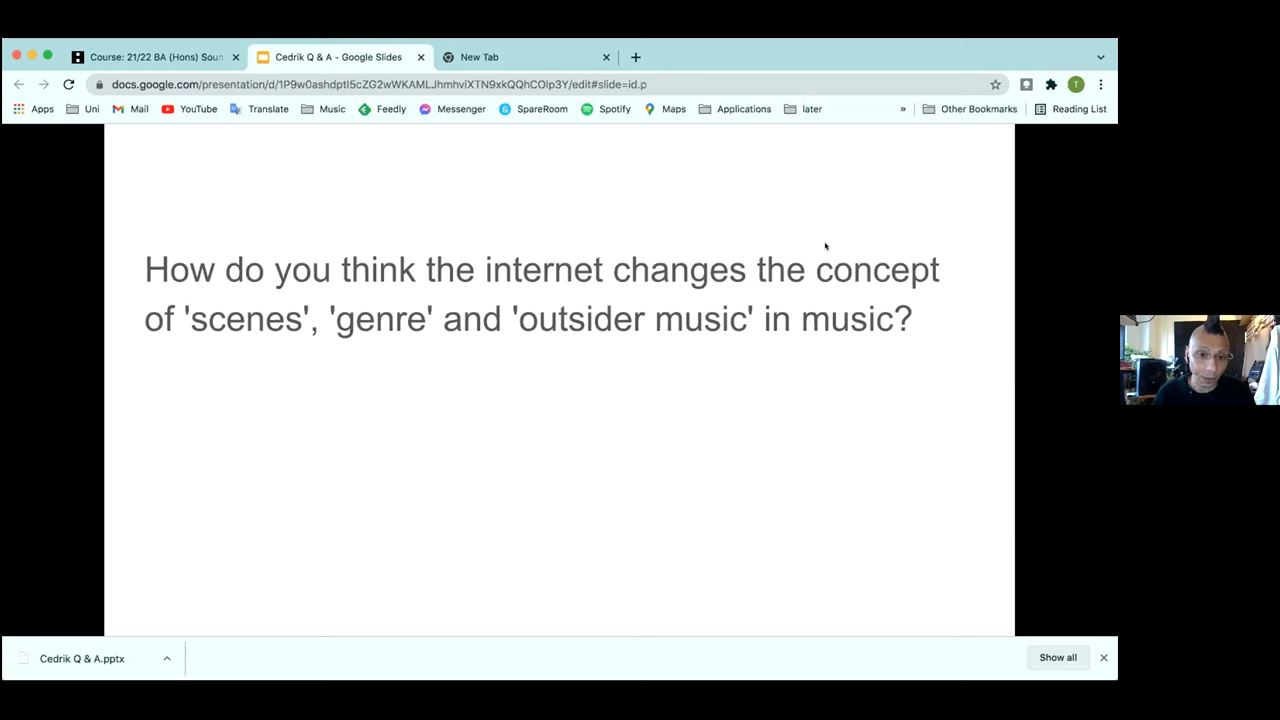 Course: 21/22 BA (Hons) Soun
Cedrik Q & A - Google Slides
New Tab
docs.google.com/presentation/d/1P9w0ashdptI5cZG2wWKAMLJhmhviXTN9xkQQhCOlp3Y/edit#slide=id.p
T
Apps Uni Mail YouTube Translate Music Feedly Messenger SpareRoom Spotify Maps Applications later » Other Bookmarks Reading List
How do you think the internet changes the concept
of 'scenes', 'genre' and 'outsider music' in music?
Cedrik Q & A.pptx
Show all